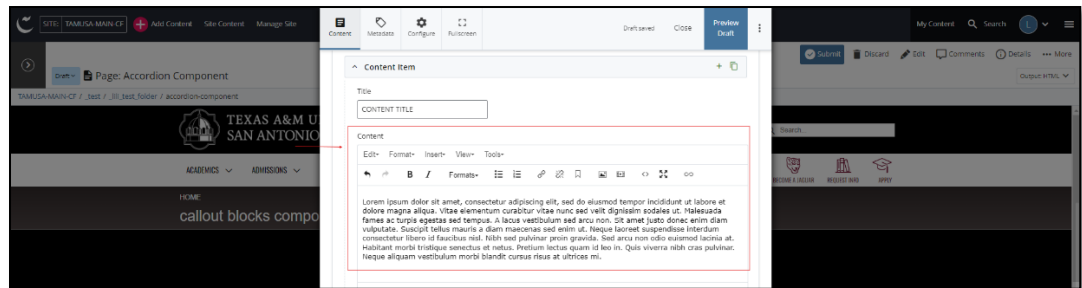 SITE: TAMUSA-MAIN-CF Add Content Site Content Manage Site
Content Metadata Configure Fullscreen Draft saved Close Preview Draft
My Content Search L
Submit Discard Edit Comments Details More
Draft Page: Accordion Component
Output: HTML
TAMUSA-MAIN-CF / _test / _lili_test_folder / accordion-component
TEXAS A&M U
SAN ANTONIO
Search
ACADEMICS ADMISSIONS
BECOME A JAGUAR REQUEST INFO APPLY
HOME
callout blocks compo
Content Item
Title
CONTENT TITLE
Content
Edit Format Insert View Tools
B I Formats
Lorem ipsum dolor sit amet, consectetur adipiscing elit, sed do eiusmod tempor incididunt ut labore et
dolore magna aliqua. Vitae elementum curabitur vitae nunc sed velit dignissim sodales ut. Malesuada
fames ac turpis egestas sed tempus. A lacus vestibulum sed arcu non. Sit amet justo donec enim diam
vulputate. Suscipit tellus mauris a diam maecenas sed enim ut. Neque laoreet suspendisse interdum
consectetur libero id faucibus nisl. Nibh sed pulvinar proin gravida. Sed arcu non odio euismod lacinia at.
Habitant morbi tristique senectus et netus. Pretium lectus quam id leo in. Quis viverra nibh cras pulvinar.
Neque aliquam vestibulum morbi blandit cursus risus at ultrices mi.